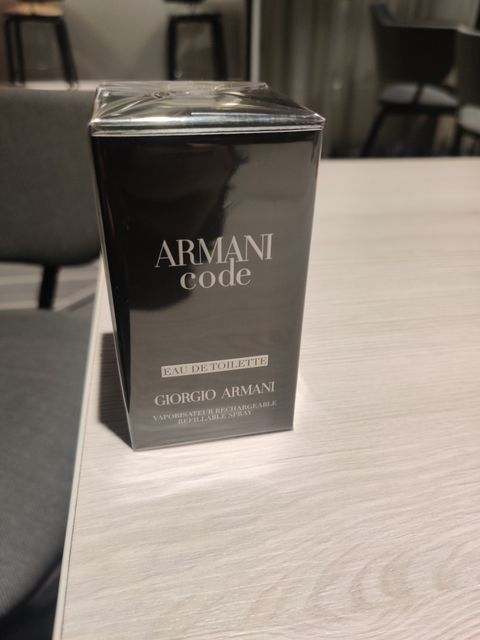 ARMANI
code
EAU DE TOILETTE
GIORGIO ARMANI
VAPORISATEUR RECHARGEABLE
REFILLABLE SPRAY